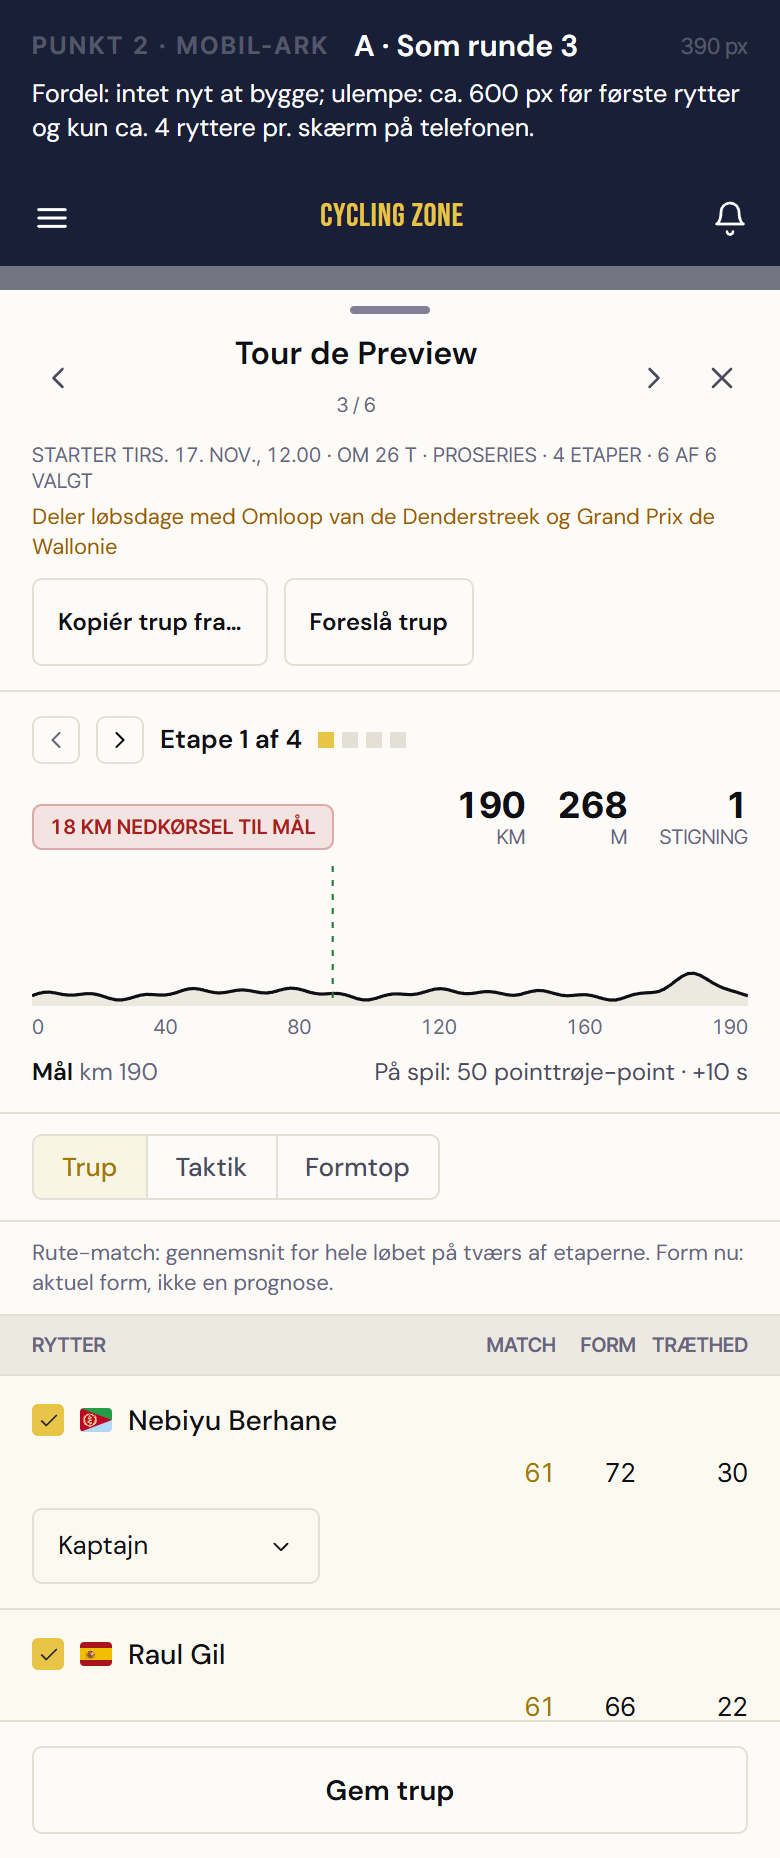 PUNKT 2 · MOBIL-ARK A · Som runde 3 390 px
Fordel: intet nyt at bygge; ulempe: ca. 600 px før første rytter
og kun ca. 4 ryttere pr. skærm på telefonen.
CYCLING ZONE
Tour de Preview
3 / 6
STARTER TIRS. 17. NOV., 12.00 · OM 26 T · PROSERIES · 4 ETAPER · 6 AF 6
VALGT
Deler løbsdage med Omloop van de Denderstreek og Grand Prix de
Wallonie
Kopiér trup fra... Foreslå trup
Etape 1 af 4
18 KM NEDKØRSEL TIL MÅL
190 268 1
KM M STIGNING
0 40 80 120 160 190
Mål km 190 På spil: 50 pointtrøje-point · +10 s
Trup Taktik Formtop
Rute-match: gennemsnit for hele løbet på tværs af etaperne. Form nu:
aktuel form, ikke en prognose.
RYTTER MATCH FORM TRÆTHED
Nebiyu Berhane
61 72 30
Kaptajn
Raul Gil
61 66 22
Gem trup